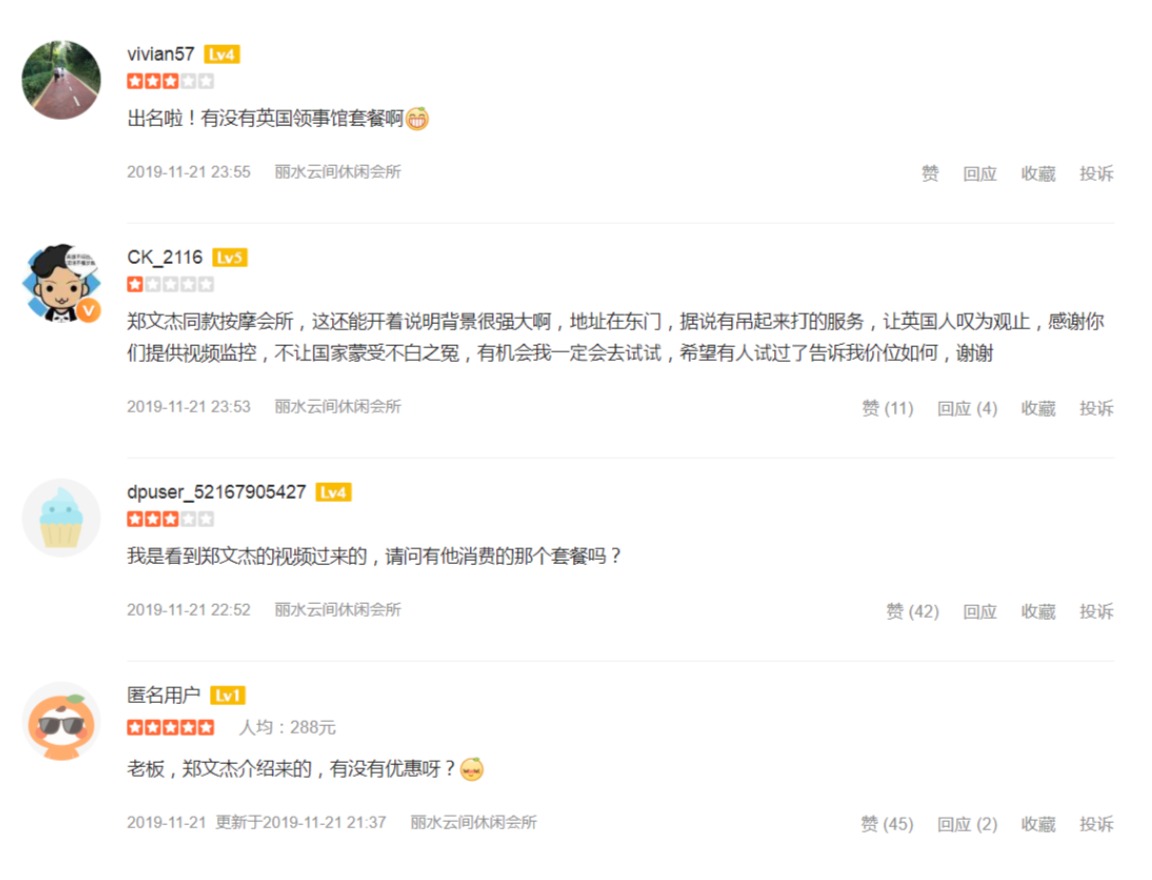 vivian57 Lv4
出名啦！有没有英国领事馆套餐啊
2019-11-21 23:55 丽水云间休闲会所 赞 回应 收藏 投诉
CK_2116 Lv5
郑文杰同款按摩会所，这还能开着说明背景很强大啊，地址在东门，据说有吊起来打的服务，让英国人叹为观止，感谢你
们提供视频监控，不让国家蒙受不白之冤，有机会我一定会去试试，希望有人试过了告诉我价位如何，谢谢
2019-11-21 23:53 丽水云间休闲会所 赞 (11) 回应 (4) 收藏 投诉
dpuser_52167905427 Lv4
我是看到郑文杰的视频过来的，请问有他消费的那个套餐吗？
2019-11-21 22:52 丽水云间休闲会所 赞 (42) 回应 收藏 投诉
匿名用户 Lv1
人均：288元
老板，郑文杰介绍来的，有没有优惠呀？
2019-11-21 更新于2019-11-21 21:37 丽水云间休闲会所 赞 (45) 回应 (2) 收藏 投诉